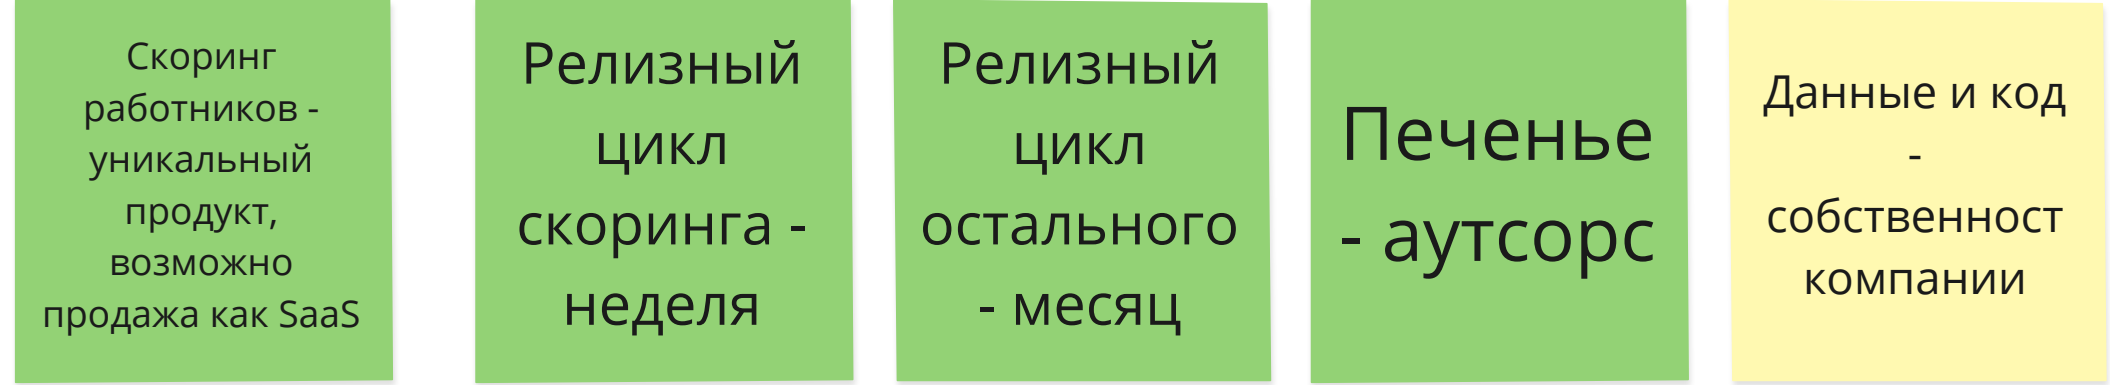 Скоринг
работников -
уникальный
продукт,
возможно
продажа как SaaS
Релизный
цикл
скоринга -
неделя
Релизный
цикл
остального
- месяц
Печенье
- аутсорс
Данные и код
-
собственност
компании